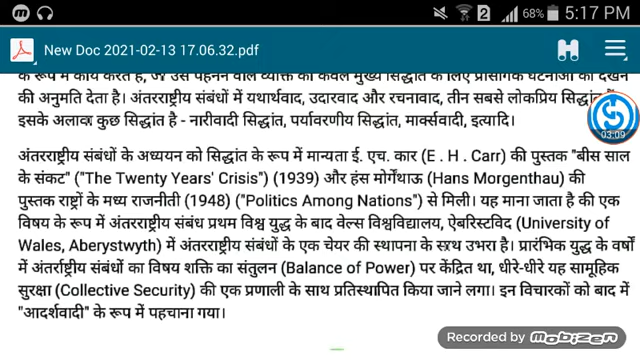 68% 5:17 PM
New Doc 2021-02-13 17.06.32.pdf
के रूप में कार्य करते है, जो उसे पहनने वाले व्यक्ति को केवल मुख्य सिद्धांत के लिए प्रासंगिक घटनाओं को देखने
की अनुमति देता है। अंतरराष्ट्रीय संबंधों में यथार्थवाद, उदारवाद और रचनावाद, तीन सबसे लोकप्रिय सिद्धांत
इसके अलावा कुछ सिद्धांत है - नारीवादी सिद्धांत, पर्यावरणीय सिद्धांत, मार्क्सवादी, इत्यादि।
03:09
अंतरराष्ट्रीय संबंधों के अध्ययन को सिद्धांत के रूप में मान्यता ई. एच. कार (E . H . Carr) की पुस्तक "बीस साल
के संकट" ("The Twenty Years' Crisis") (1939) और हंस मोर्गेंथाऊ (Hans Morgenthau) की
पुस्तक राष्ट्रों के मध्य राजनीती (1948) ("Politics Among Nations") से मिली। यह माना जाता है की एक
विषय के रूप में अंतरराष्ट्रीय संबंध प्रथम विश्व युद्ध के बाद वेल्स विश्वविद्यालय, ऐबरिस्टविद (University of
Wales, Aberystwyth) में अंतरराष्ट्रीय संबंधों के एक चेयर की स्थापना के साथ उभरा है। प्रारंभिक युद्ध के वर्षों
में अंतर्राष्ट्रीय संबंधों का विषय शक्ति का संतुलन (Balance of Power) पर केंद्रित था, धीरे-धीरे यह सामूहिक
सुरक्षा (Collective Security) की एक प्रणाली के साथ प्रतिस्थापित किया जाने लगा। इन विचारकों को बाद में
"आदर्शवादी" के रूप में पहचाना गया।
Recorded by Mobizen